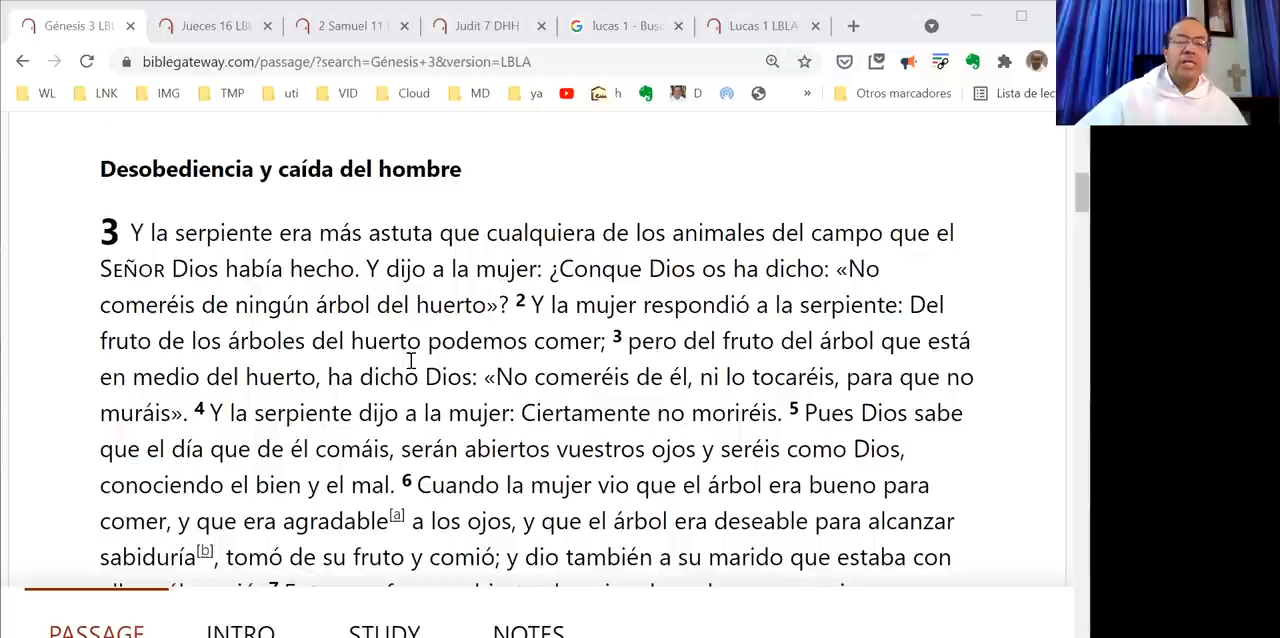 Génesis 3 LBL
Jueces 16 LBL
2 Samuel 11
Judit 7 DHH
lucas 1 - Bus
Lucas 1 LBLA
biblegateway.com/passage/?search=Génesis+3&version=LBLA
WL LNK IMG TMP uti VID Cloud MD ya h D » Otros marcadores Lista de lec
Desobediencia y caída del hombre
3 Y la serpiente era más astuta que cualquiera de los animales del campo que el
SEÑOR Dios había hecho. Y dijo a la mujer: ¿Conque Dios os ha dicho: «No
comeréis de ningún árbol del huerto»? 2 Y la mujer respondió a la serpiente: Del
fruto de los árboles del huerto podemos comer; 3 pero del fruto del árbol que está
en medio del huerto, ha dicho Dios: «No comeréis de él, ni lo tocaréis, para que no
muráis». 4 Y la serpiente dijo a la mujer: Ciertamente no moriréis. 5 Pues Dios sabe
que el día que de él comáis, serán abiertos vuestros ojos y seréis como Dios,
conociendo el bien y el mal. 6 Cuando la mujer vio que el árbol era bueno para
comer, y que era agradable[a] a los ojos, y que el árbol era deseable para alcanzar
sabiduría[b], tomó de su fruto y comió; y dio también a su marido que estaba con
PASSAGE INTRO STUDY NOTES